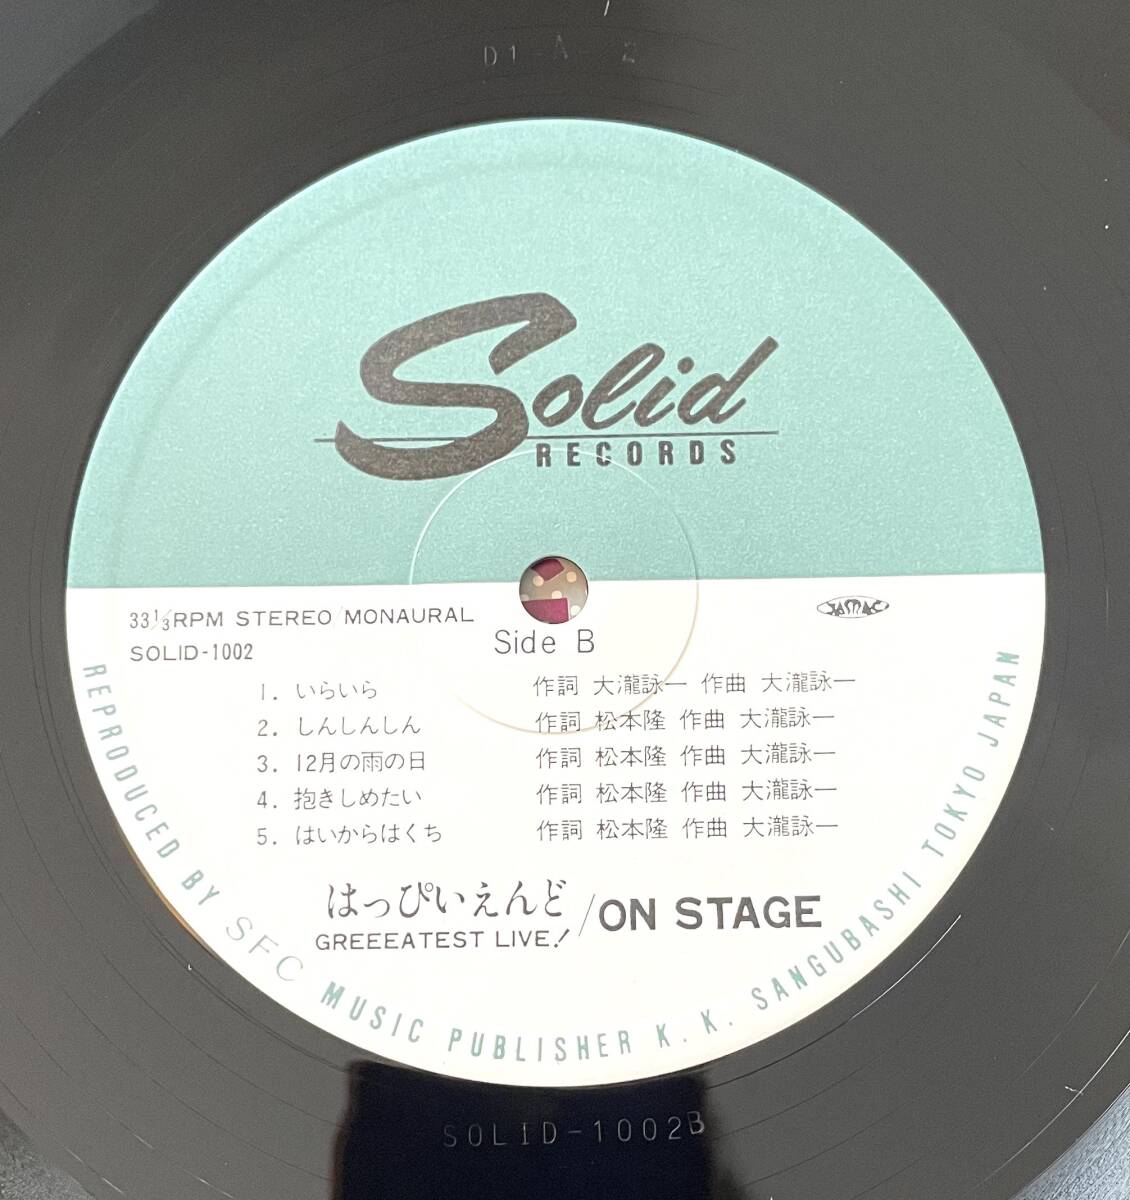 D1-A-2
Solid
RECORDS
33 1/3 RPM STEREO/MONAURAL
JASRAC
SOLID-1002
Side B
1. いらいら 作詞 大瀧詠一 作曲 大瀧詠一
2. しんしんしん 作詞 松本隆 作曲 大瀧詠一
3. 12月の雨の日 作詞 松本隆 作曲 大瀧詠一
4. 抱きしめたい 作詞 松本隆 作曲 大瀧詠一
5. はいからはくち 作詞 松本隆 作曲 大瀧詠一
はっぴいえんど/ON STAGE
GREEEATEST LIVE!
REPRODUCED BY SFC MUSIC PUBLISHER K. K. SANGUBASHI TOKYO JAPAN
SOLID-1002B